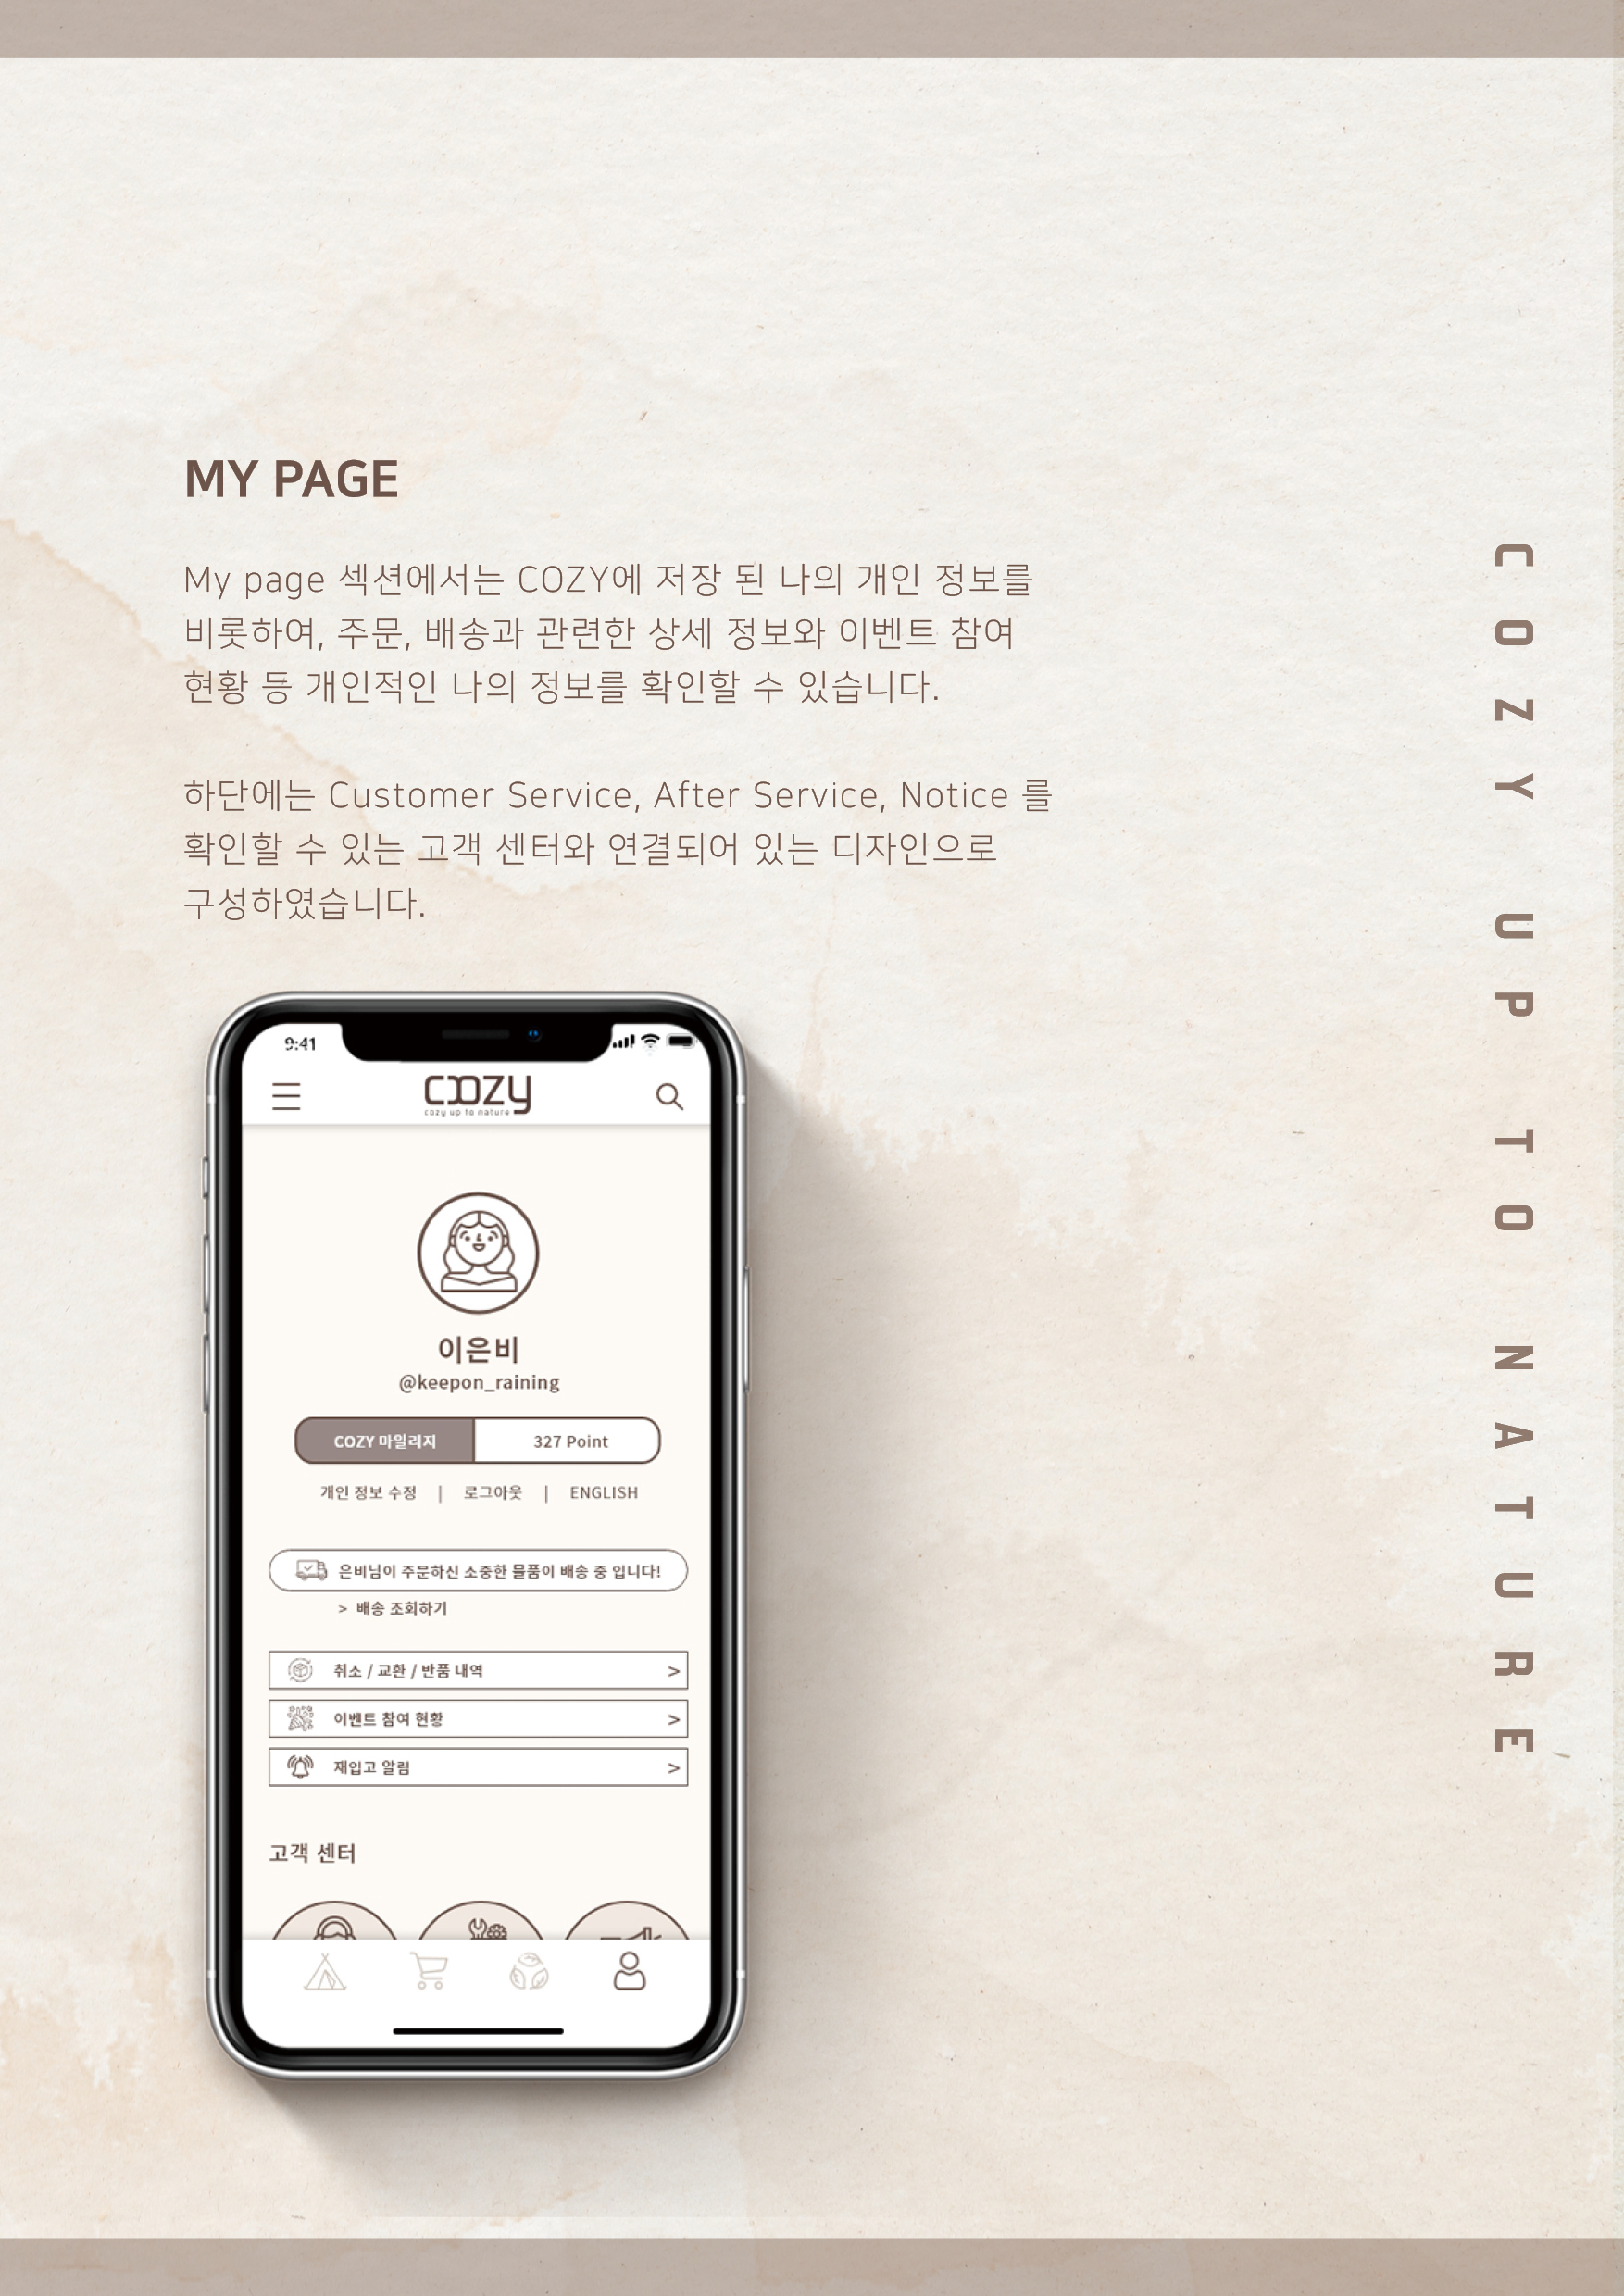 MY PAGE
My page 섹션에서는 COZY에 저장 된 나의 개인 정보를
비롯하여, 주문, 배송과 관련한 상세 정보와 이벤트 참여
현황 등 개인적인 나의 정보를 확인할 수 있습니다.
하단에는 Customer Service, After Service, Notice 를
확인할 수 있는 고객 센터와 연결되어 있는 디자인으로
구성하였습니다.
9:41
COZY
cozy up to nature
이은비
@keepon_raining
COZY 마일리지 327 Point
개인 정보 수정 | 로그아웃 | ENGLISH
은비님이 주문하신 소중한 물품이 배송 중 입니다!
> 배송 조회하기
취소 / 교환 / 반품 내역 >
이벤트 참여 현황 >
재입고 알림 >
고객 센터
COZY UP TO NATURE